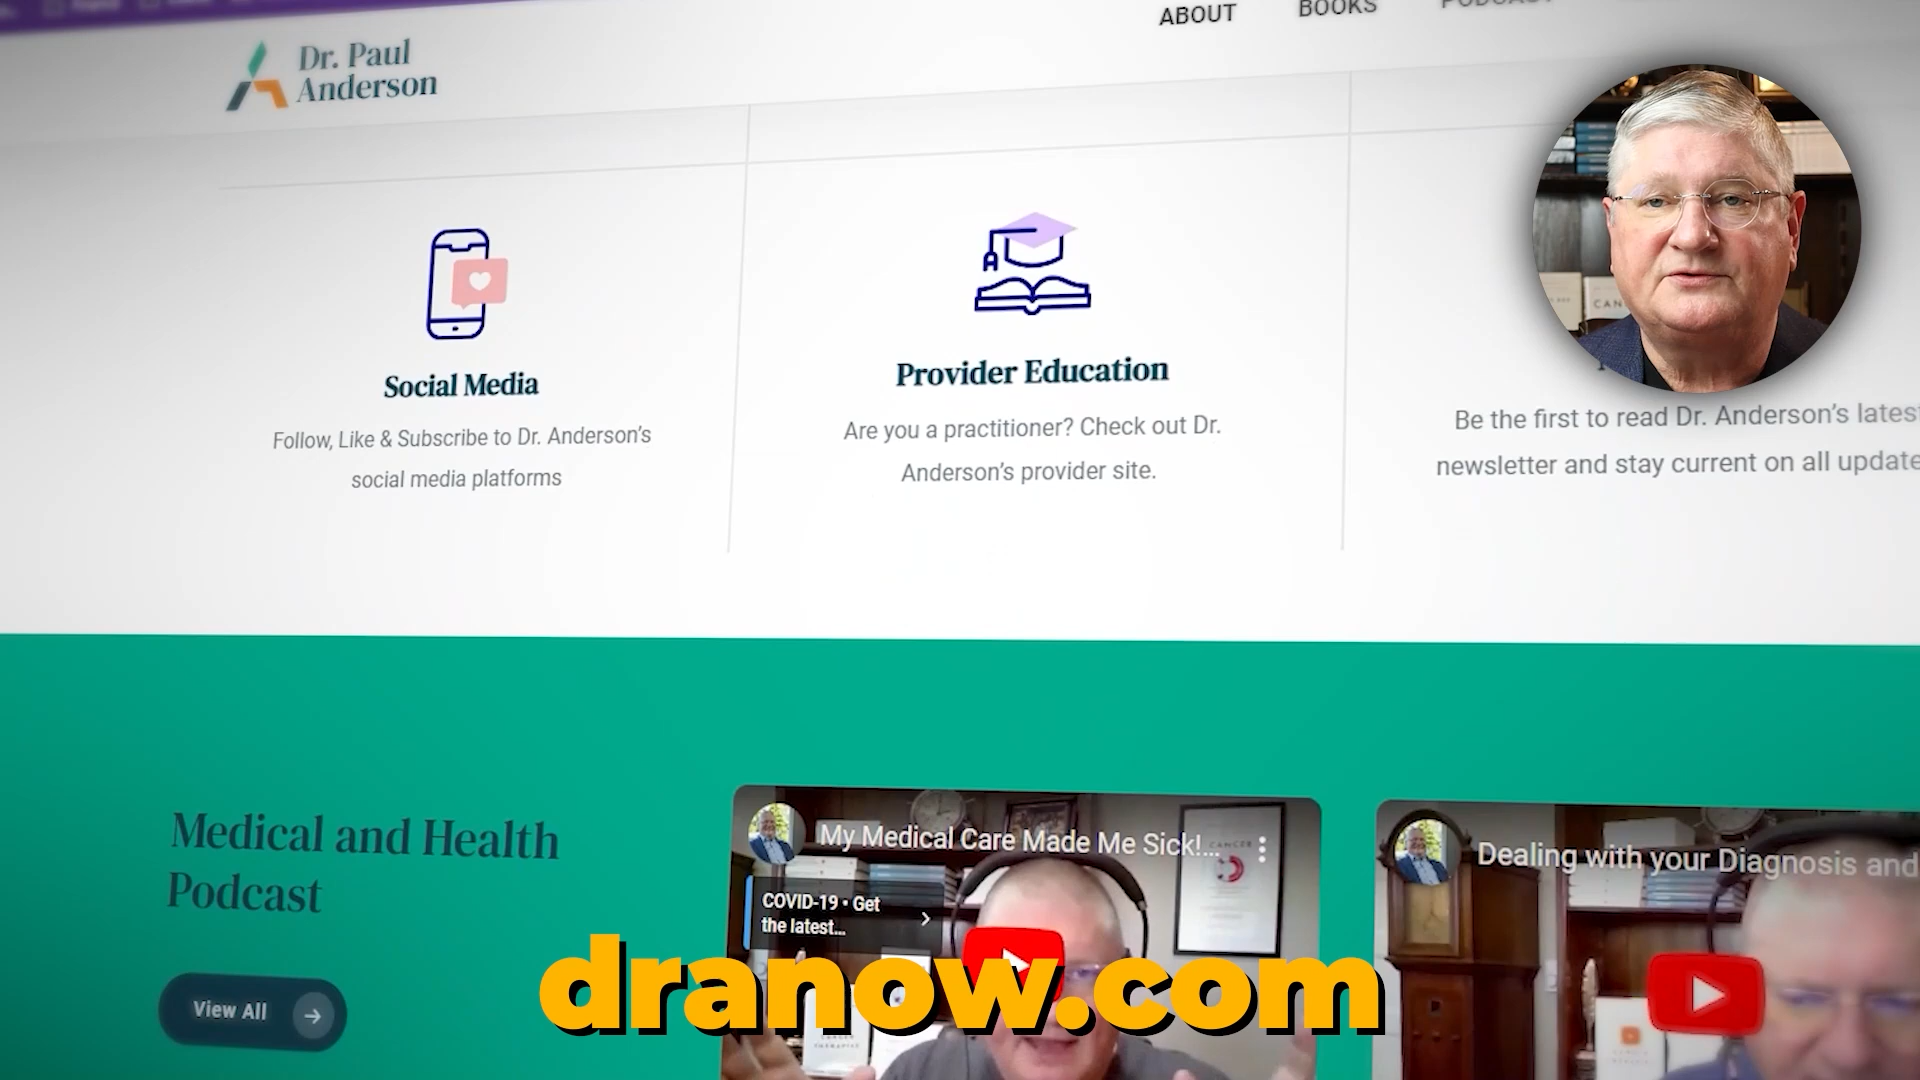 ABOUT
BOOKS
PODCAST
Dr. Paul
Anderson
Social Media
Follow, Like & Subscribe to Dr. Anderson's
social media platforms
Provider Education
Are you a practitioner? Check out Dr.
Anderson's provider site.
Be the first to read Dr. Anderson's latest
newsletter and stay current on all update
Medical and Health
Podcast
View All
My Medical Care Made Me Sick!...
CANCER
COVID-19 • Get
the latest...
Dealing with your Diagnosis and
dranow.com